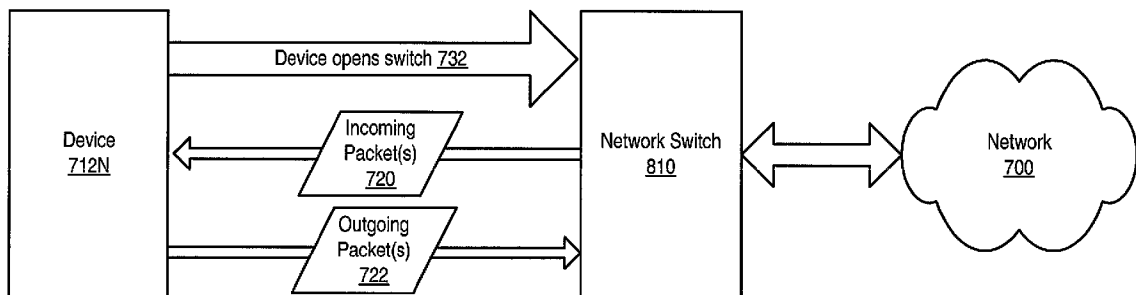 Device opens switch 732
Device
712N
Incoming
Packet(s)
720
Outgoing
Packet(s)
722
Network Switch
810
Network
700